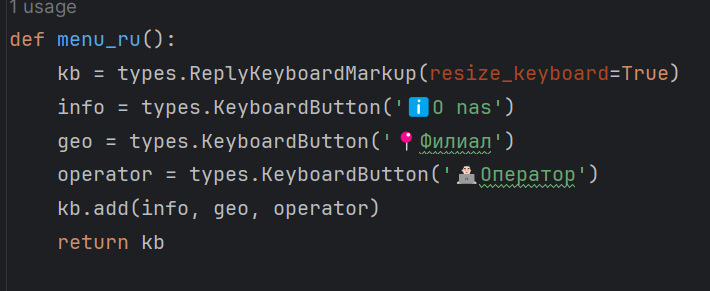 1 usage
def menu_ru():
    kb = types.ReplyKeyboardMarkup(resize_keyboard=True)
    info = types.KeyboardButton('ℹ️O nas')
    geo = types.KeyboardButton('📍Филиал')
    operator = types.KeyboardButton('👨🏻‍💻Оператор')
    kb.add(info, geo, operator)
    return kb